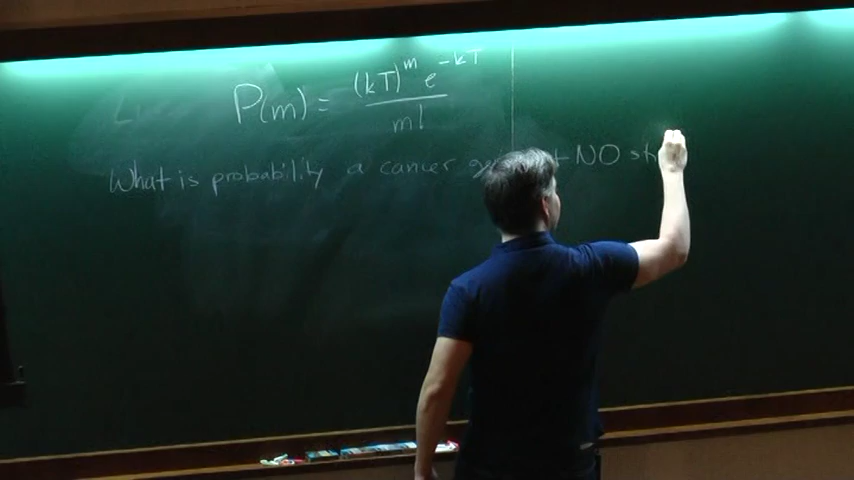 P(m) = (kT)^m e^-kT / m!
What is probability a cancer NO